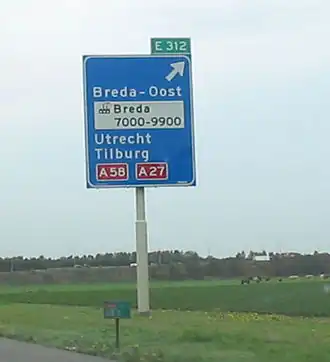 E 312
Breda-Oost
Breda
7000-9900
Utrecht
Tilburg
A58 A27